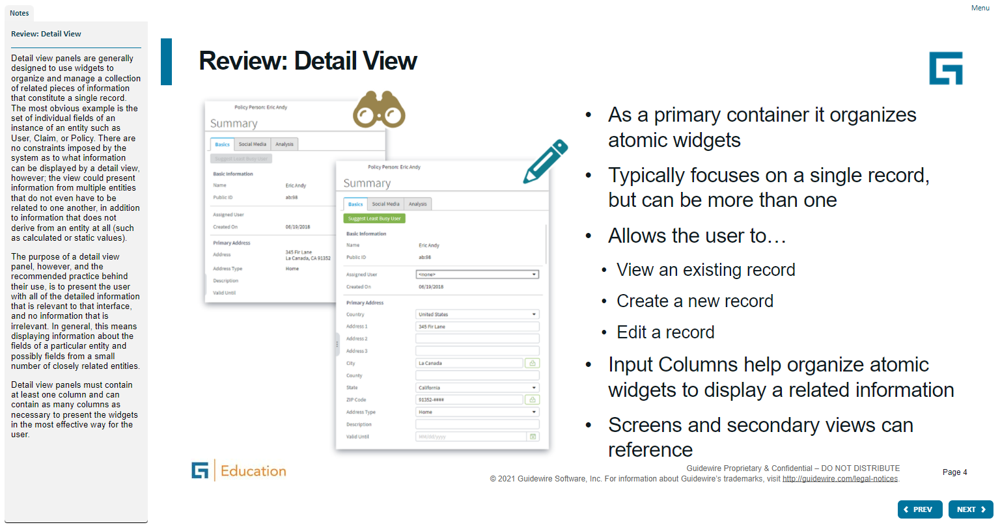 Notes
Menu
Review: Detail View
Detail view panels are generally
designed to use widgets to
organize and manage a collection
of related pieces of information
that constitute a single record.
The most obvious example is the
set of individual fields of an
instance of an entity such as
User, Claim, or Policy. There are
no constraints imposed by the
system as to what information
can be displayed by a detail view,
however; the view could present
information from multiple entities
that do not even have to be
related to one another, in addition
to information that does not
derive from an entity at all (such
as calculated or static values).
The purpose of a detail view
panel, however, and the
recommended practice behind
their use, is to present the user
with all of the detailed information
that is relevant to that interface,
and no information that is
irrelevant. In general, this means
displaying information about the
fields of a particular entity and
possibly fields from a small
number of closely related entities.
Detail view panels must contain
at least one column and can
contain as many columns as
necessary to present the widgets
in the most effective way for the
user.
Review: Detail View
Policy Person: Eric Andy
Summary
Basics Social Media Analysis
Suggest Least Busy User
Basic Information
Name Eric Andy
Public ID ab:98
Assigned User
Created On 06/19/2018
Primary Address
Address 345 Fir Lane
La Canada, CA 91352
Address Type Home
Description
Valid Until
Policy Person: Eric Andy
Summary
Basics Social Media Analysis
Suggest Least Busy User
Basic Information
Name Eric Andy
Public ID ab:98
Assigned User <none>
Created On 06/19/2018
Primary Address
Country United States
Address 1 345 Fir Lane
Address 2
Address 3
City La Canada
County
State California
ZIP Code 91352-####
Address Type Home
Description
Valid Until MM/dd/yyyy
• As a primary container it organizes
atomic widgets
• Typically focuses on a single record,
but can be more than one
• Allows the user to…
• View an existing record
• Create a new record
• Edit a record
• Input Columns help organize atomic
widgets to display a related information
• Screens and secondary views can
reference
Education
Guidewire Proprietary & Confidential – DO NOT DISTRIBUTE
© 2021 Guidewire Software, Inc. For information about Guidewire's trademarks, visit http://guidewire.com/legal-notices.
Page 4
PREV
NEXT